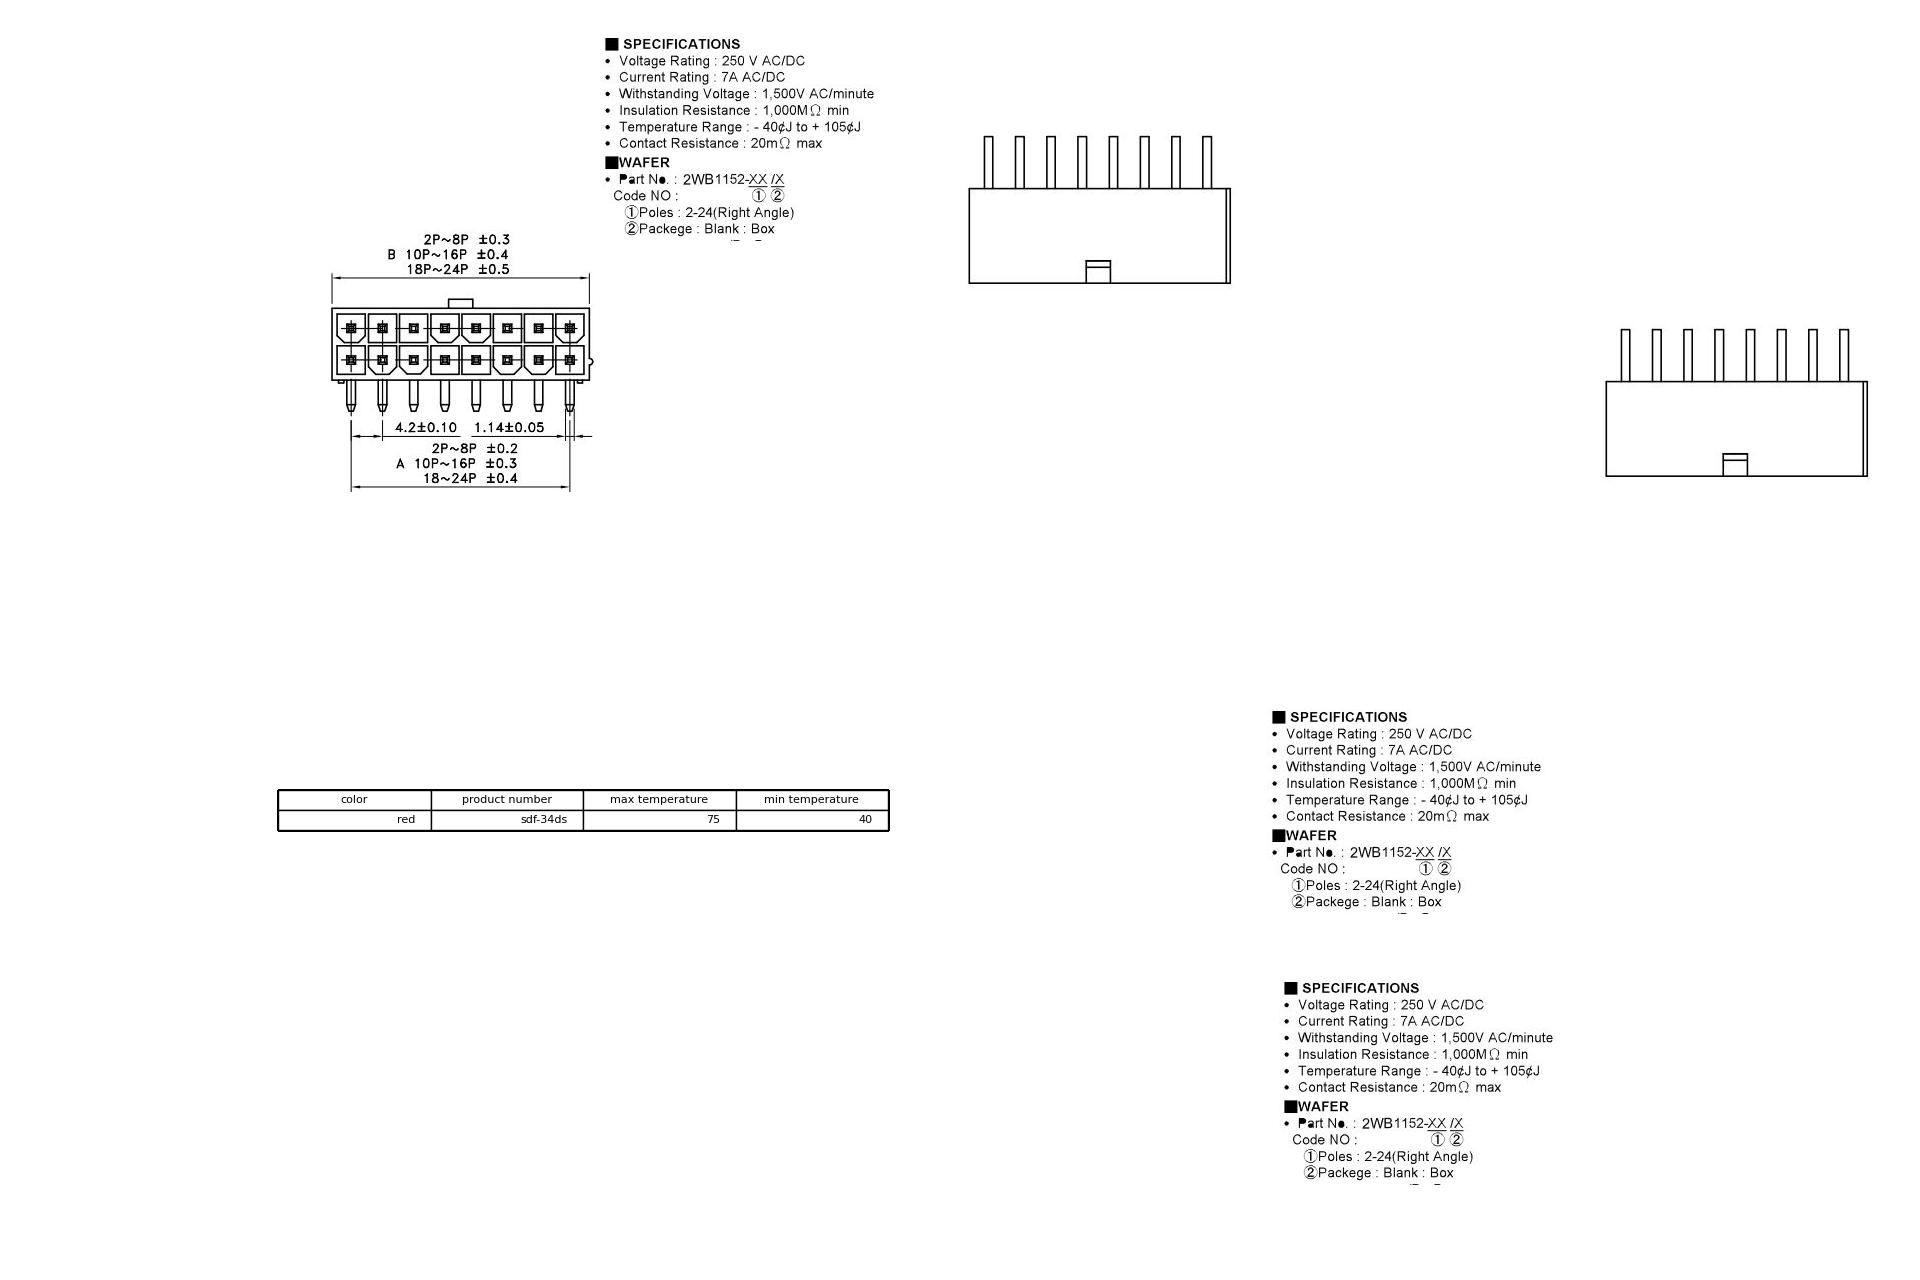 ■ SPECIFICATIONS
• Voltage Rating : 250 V AC/DC
• Current Rating : 7A AC/DC
• Withstanding Voltage : 1,500V AC/minute
• Insulation Resistance : 1,000MΩ min
• Temperature Range : - 40¢J to + 105¢J
• Contact Resistance : 20mΩ max
■WAFER
• Part No. : 2WB1152-XX /X
Code NO : ① ②
①Poles : 2-24(Right Angle)
②Packege : Blank : Box
2P~8P ±0.3
B 10P~16P ±0.4
18P~24P ±0.5
4.2±0.10 1.14±0.05
2P~8P ±0.2
A 10P~16P ±0.3
18~24P ±0.4
color product number max temperature min temperature
red sdf-34ds 75 40
■ SPECIFICATIONS
• Voltage Rating : 250 V AC/DC
• Current Rating : 7A AC/DC
• Withstanding Voltage : 1,500V AC/minute
• Insulation Resistance : 1,000MΩ min
• Temperature Range : - 40¢J to + 105¢J
• Contact Resistance : 20mΩ max
■WAFER
• Part No. : 2WB1152-XX /X
Code NO : ① ②
①Poles : 2-24(Right Angle)
②Packege : Blank : Box
■ SPECIFICATIONS
• Voltage Rating : 250 V AC/DC
• Current Rating : 7A AC/DC
• Withstanding Voltage : 1,500V AC/minute
• Insulation Resistance : 1,000MΩ min
• Temperature Range : - 40¢J to + 105¢J
• Contact Resistance : 20mΩ max
■WAFER
• Part No. : 2WB1152-XX /X
Code NO : ① ②
①Poles : 2-24(Right Angle)
②Packege : Blank : Box